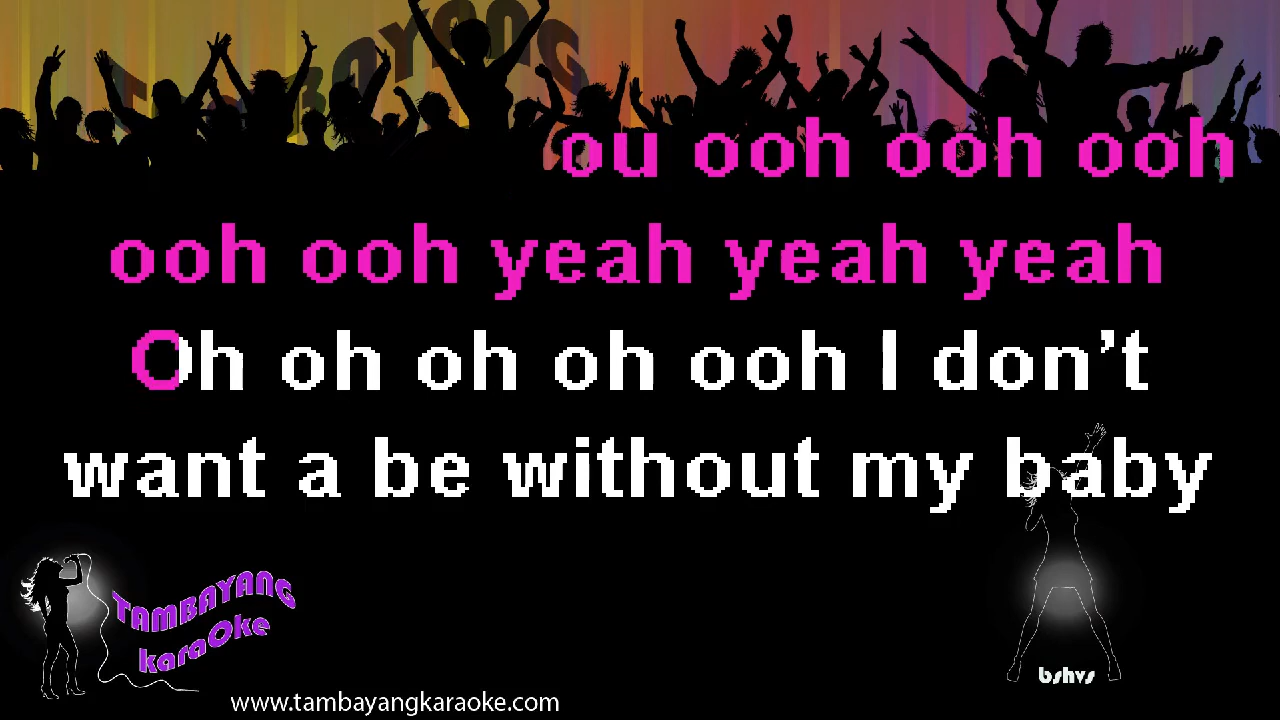 TAMBAYANG
ou ooh ooh ooh
ooh ooh yeah yeah yeah
Oh oh oh oh ooh I don’t
want a be without my baby
TAMBAYANG
karaOke
www.tambayangkaraoke.com
bshvs